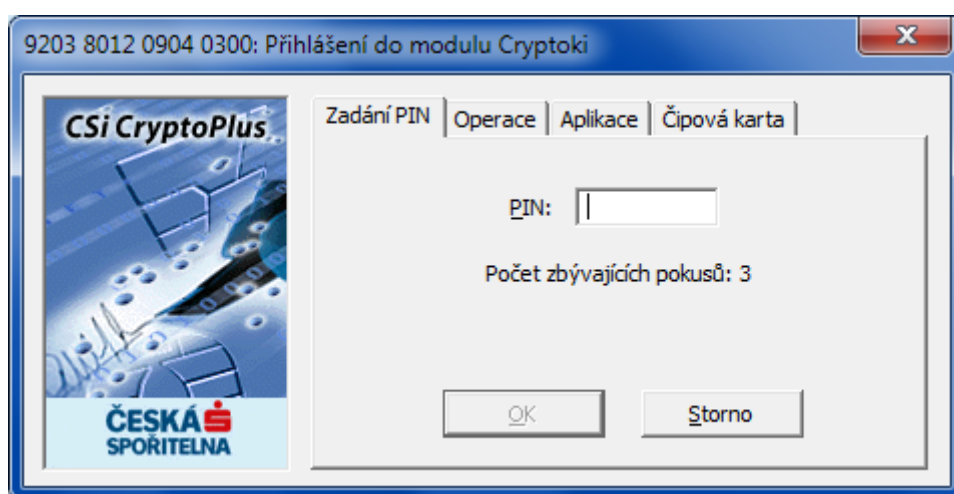 9203 8012 0904 0300: Přihlášení do modulu Cryptoki
CSi CryptoPlus
Zadání PIN Operace Aplikace Čipová karta
PIN:
Počet zbývajících pokusů: 3
OK Storno
ČESKÁ
SPOŘITELNA